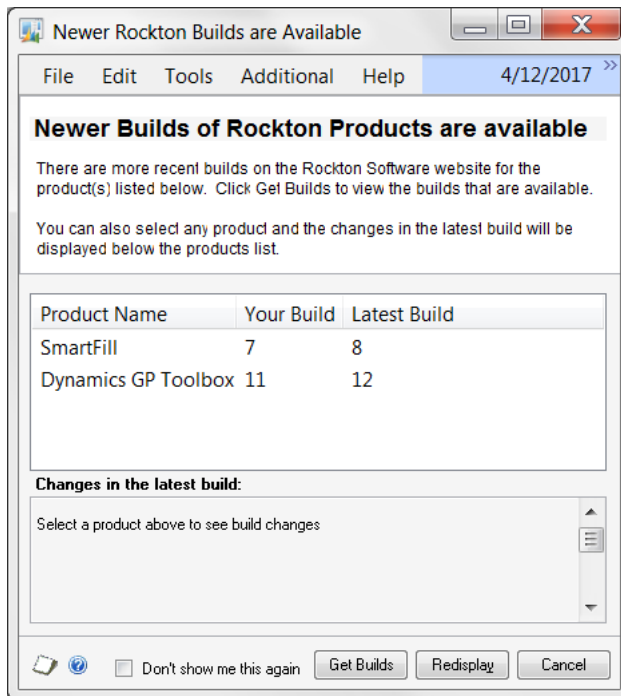 Newer Rockton Builds are Available
File Edit Tools Additional Help 4/12/2017 »
Newer Builds of Rockton Products are available
There are more recent builds on the Rockton Software website for the
product(s) listed below. Click Get Builds to view the builds that are available.
You can also select any product and the changes in the latest build will be
displayed below the products list.
Product Name Your Build Latest Build
SmartFill 7 8
Dynamics GP Toolbox 11 12
Changes in the latest build:
Select a product above to see build changes
Don't show me this again Get Builds Redisplay Cancel